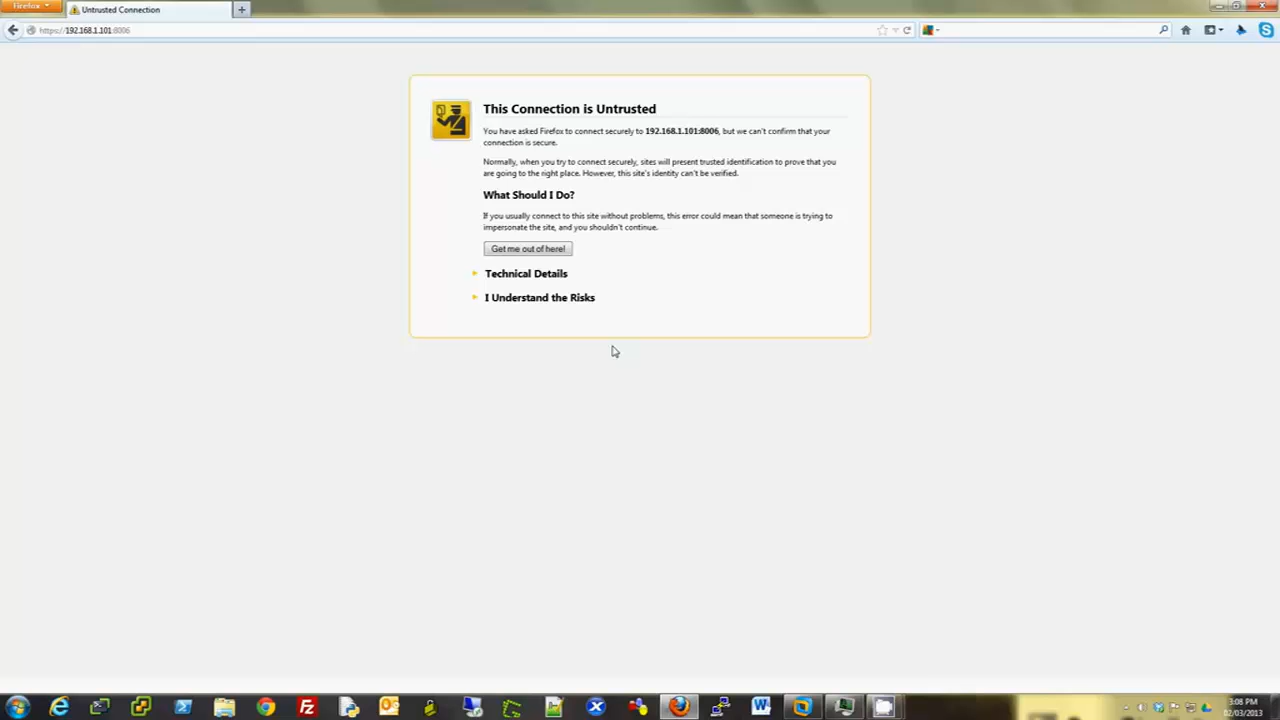 Firefox
Untrusted Connection
https://192.168.1.101:8006
This Connection is Untrusted
You have asked Firefox to connect securely to 192.168.1.101:8006, but we can't confirm that your
connection is secure.
Normally, when you try to connect securely, sites will present trusted identification to prove that you
are going to the right place. However, this site's identity can't be verified.
What Should I Do?
If you usually connect to this site without problems, this error could mean that someone is trying to
impersonate the site, and you shouldn't continue.
Get me out of here!
Technical Details
I Understand the Risks
3:08 PM
02/03/2013